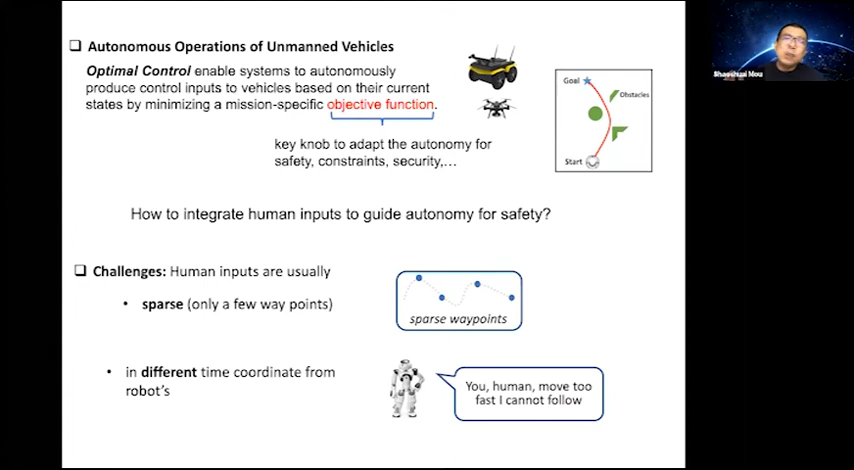 Autonomous Operations of Unmanned Vehicles
Optimal Control enable systems to autonomously
produce control inputs to vehicles based on their current
states by minimizing a mission-specific objective function.
key knob to adapt the autonomy for
safety, constraints, security,...
Goal
Obstacles
Start
Shaoshuai Mou
How to integrate human inputs to guide autonomy for safety?
Challenges: Human inputs are usually
• sparse (only a few way points)
sparse waypoints
• in different time coordinate from
robot's
You, human, move too
fast I cannot follow